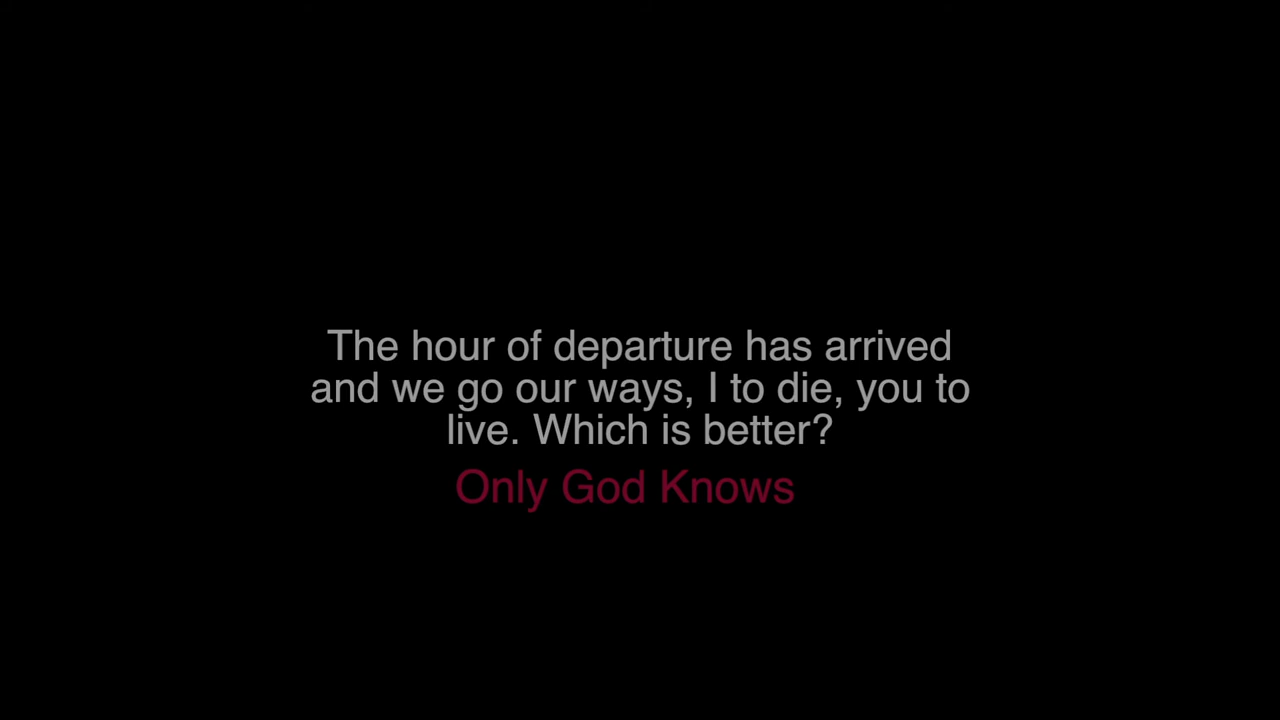 The hour of departure has arrived
and we go our ways, I to die, you to
live. Which is better?
Only God Knows